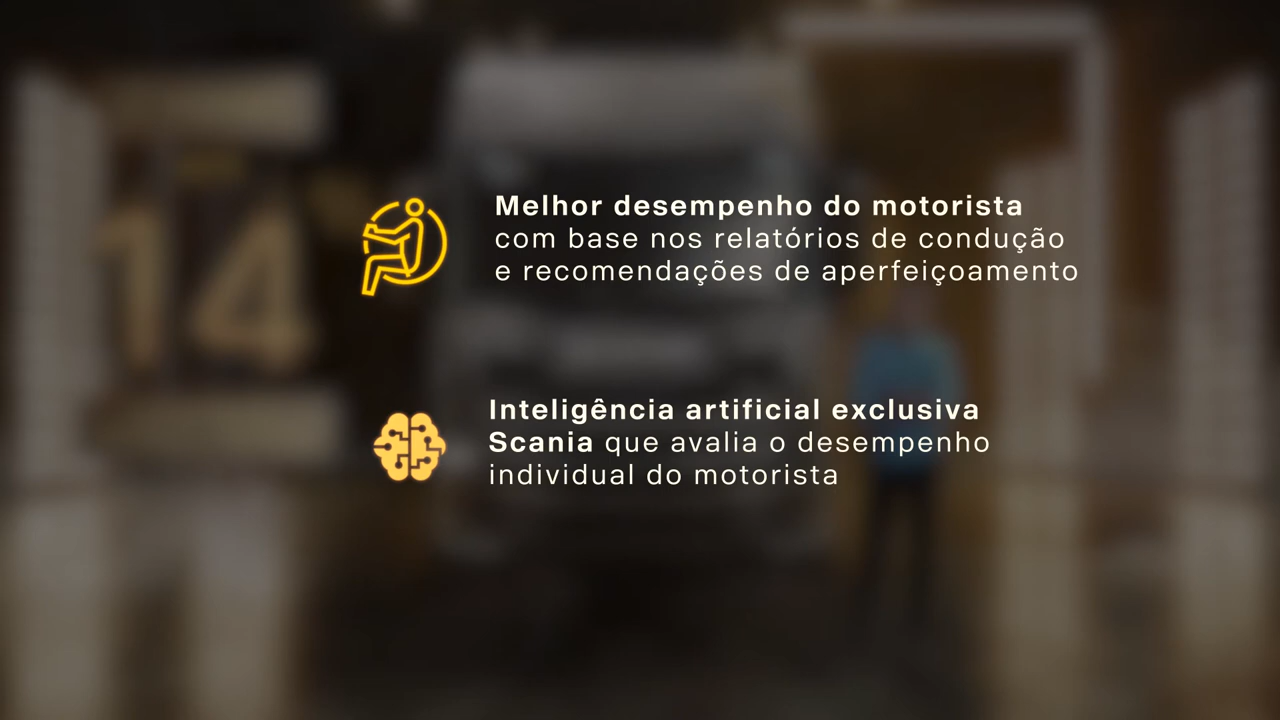 14
Melhor desempenho do motorista
com base nos relatórios de condução
e recomendações de aperfeiçoamento
Inteligência artificial exclusiva
Scania que avalia o desempenho
individual do motorista